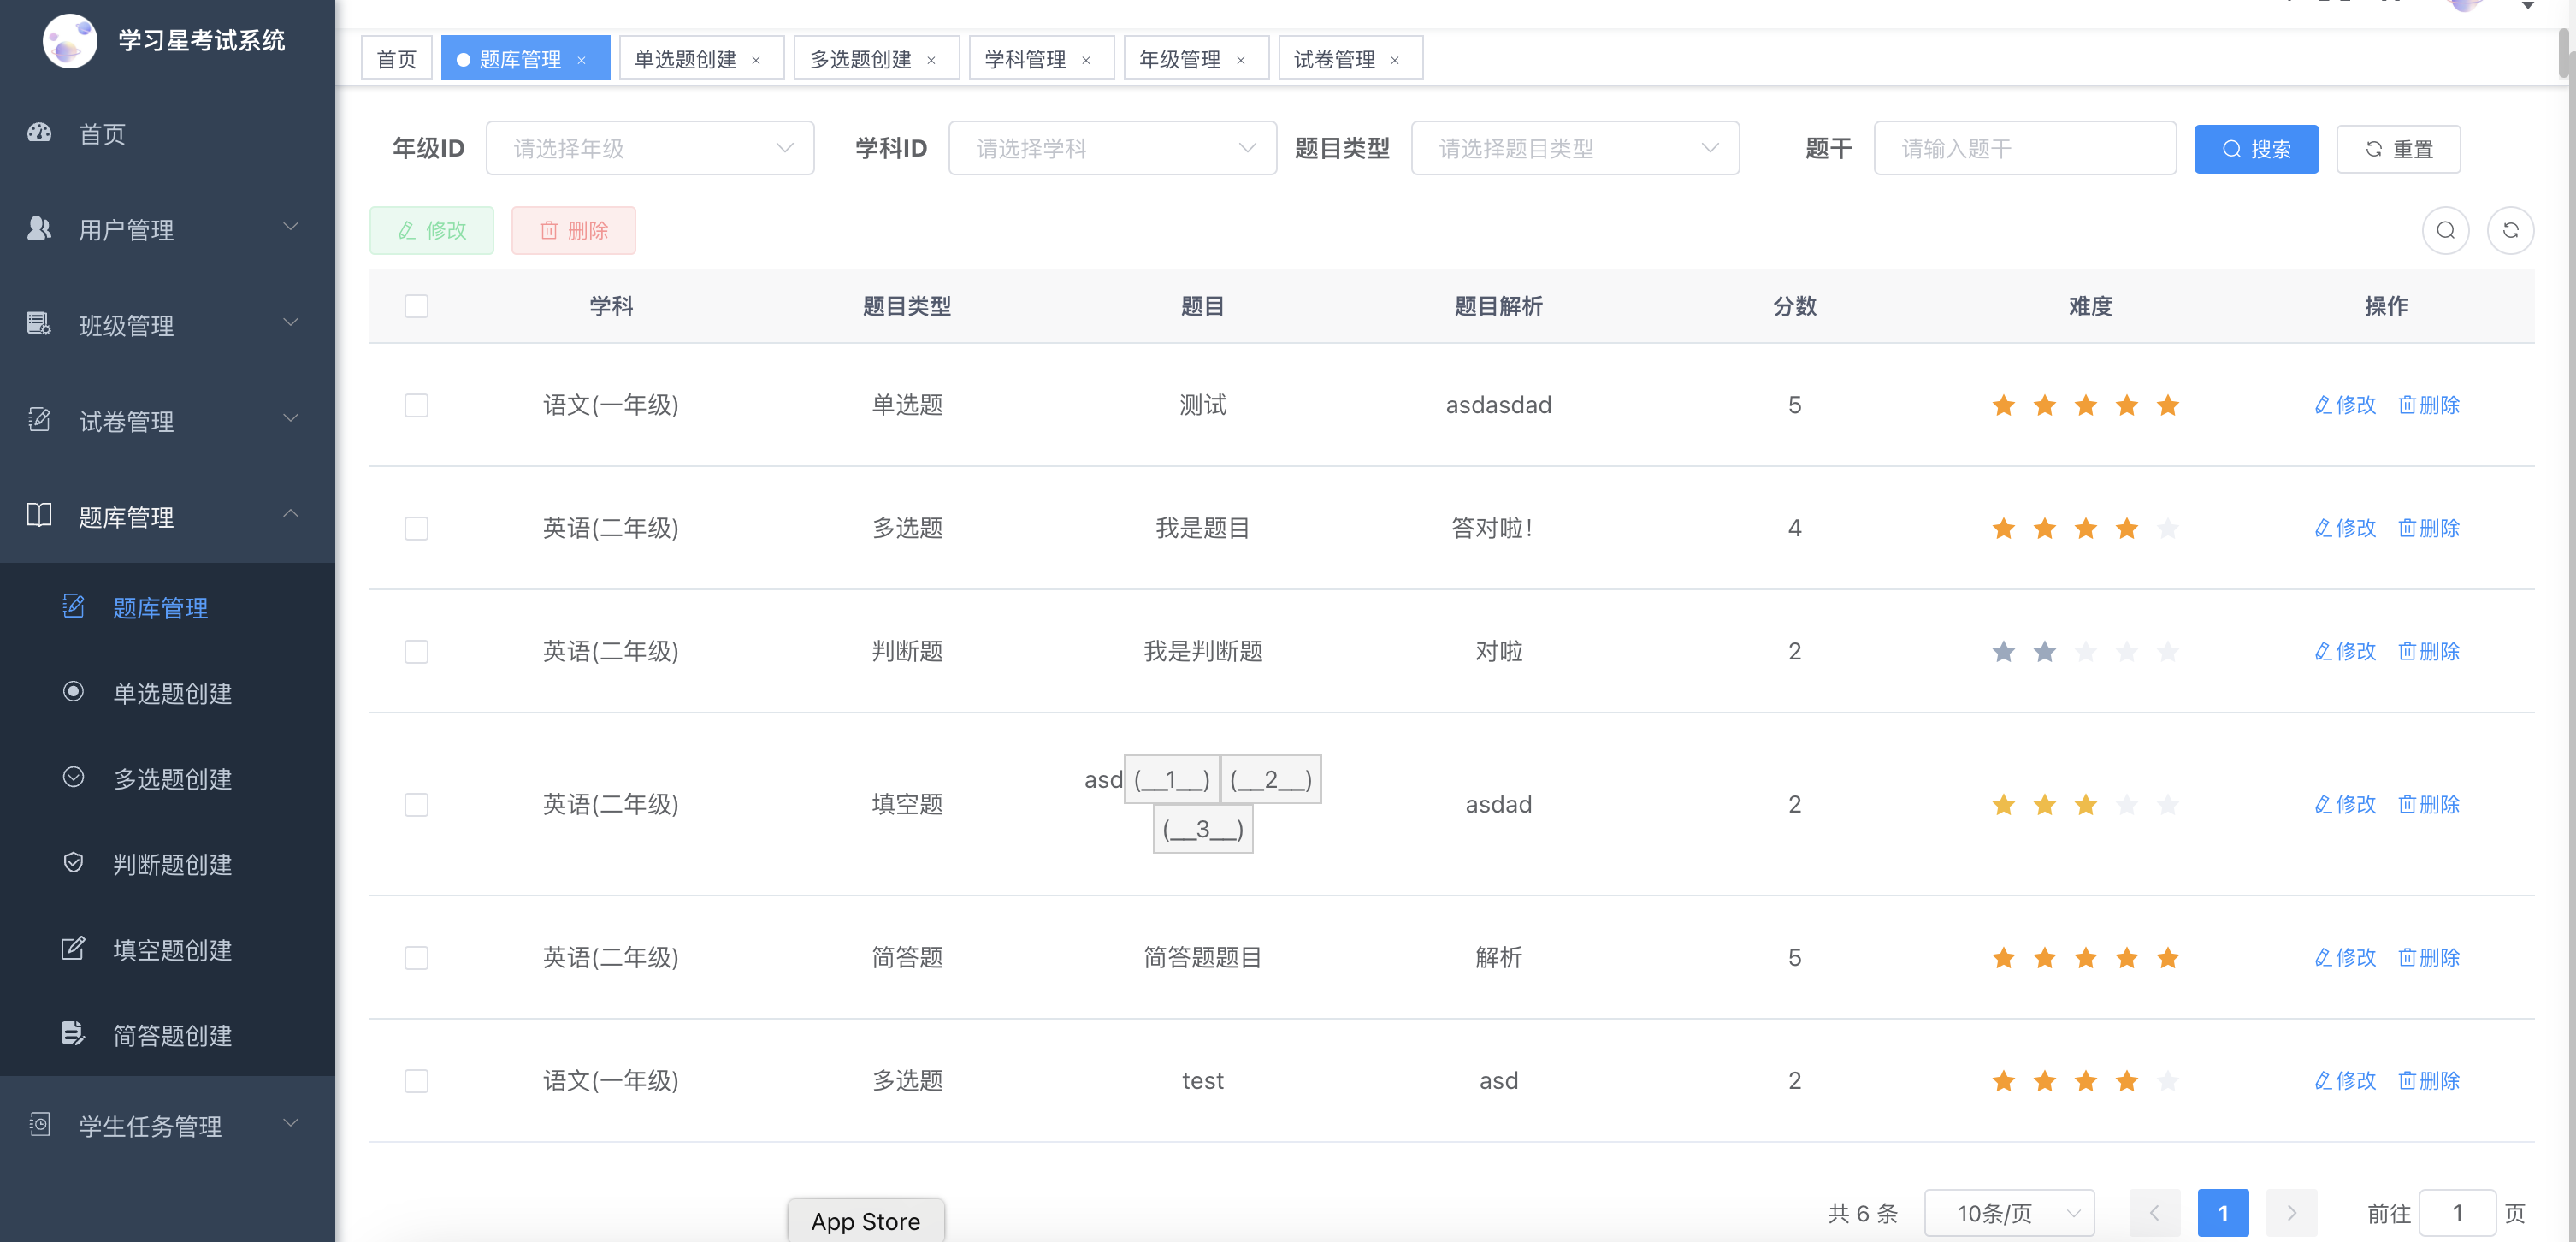 学习星考试系统
首页
用户管理
班级管理
试卷管理
题库管理
题库管理
单选题创建
多选题创建
判断题创建
填空题创建
简答题创建
学生任务管理
首页 题库管理 × 单选题创建 × 多选题创建 × 学科管理 × 年级管理 × 试卷管理 ×
年级ID 请选择年级 学科ID 请选择学科 题目类型 请选择题目类型 题干 请输入题干 搜索 重置
修改 删除
学科 题目类型 题目 题目解析 分数 难度 操作
语文(一年级) 单选题 测试 asdasdad 5 修改 删除
英语(二年级) 多选题 我是题目 答对啦! 4 修改 删除
英语(二年级) 判断题 我是判断题 对啦 2 修改 删除
asd(__1__)(__2__)
英语(二年级) 填空题 asdad 2 修改 删除
(__3__)
英语(二年级) 简答题 简答题题目 解析 5 修改 删除
语文(一年级) 多选题 test asd 2 修改 删除
共 6 条 10条/页 1 前往 1 页
App Store